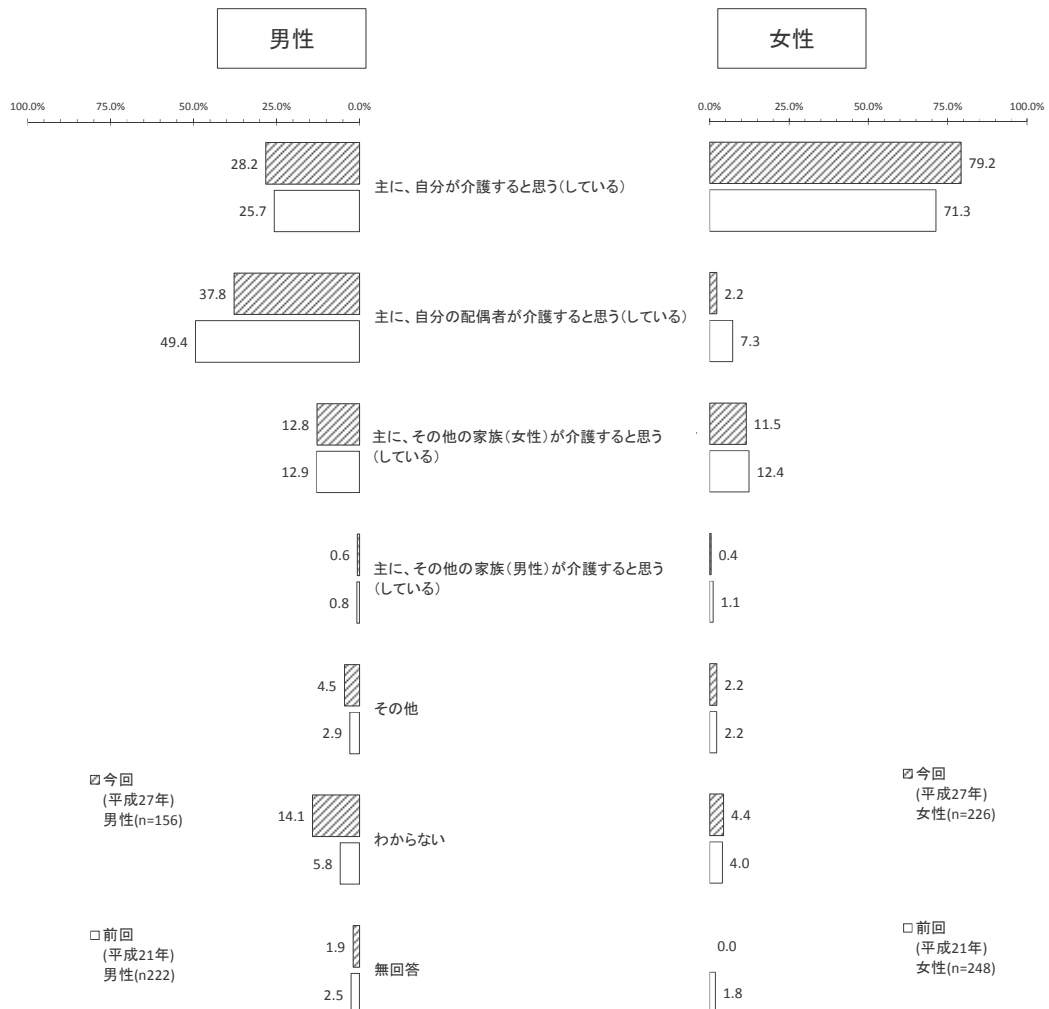 男性
女性
100.0% 75.0% 50.0% 25.0% 0.0%
0.0% 25.0% 50.0% 75.0% 100.0%
28.2
25.7
主に、自分が介護すると思う(している)
79.2
71.3
37.8
49.4
主に、自分の配偶者が介護すると思う(している)
2.2
7.3
12.8
12.9
主に、その他の家族(女性)が介護すると思う
(している)
11.5
12.4
0.6
0.8
主に、その他の家族(男性)が介護すると思う
(している)
0.4
1.1
4.5
2.9
その他
2.2
2.2
14.1
5.8
わからない
4.4
4.0
1.9
2.5
無回答
0.0
1.8
今回
(平成27年)
男性(n=156)
前回
(平成21年)
男性(n222)
今回
(平成27年)
女性(n=226)
前回
(平成21年)
女性(n=248)